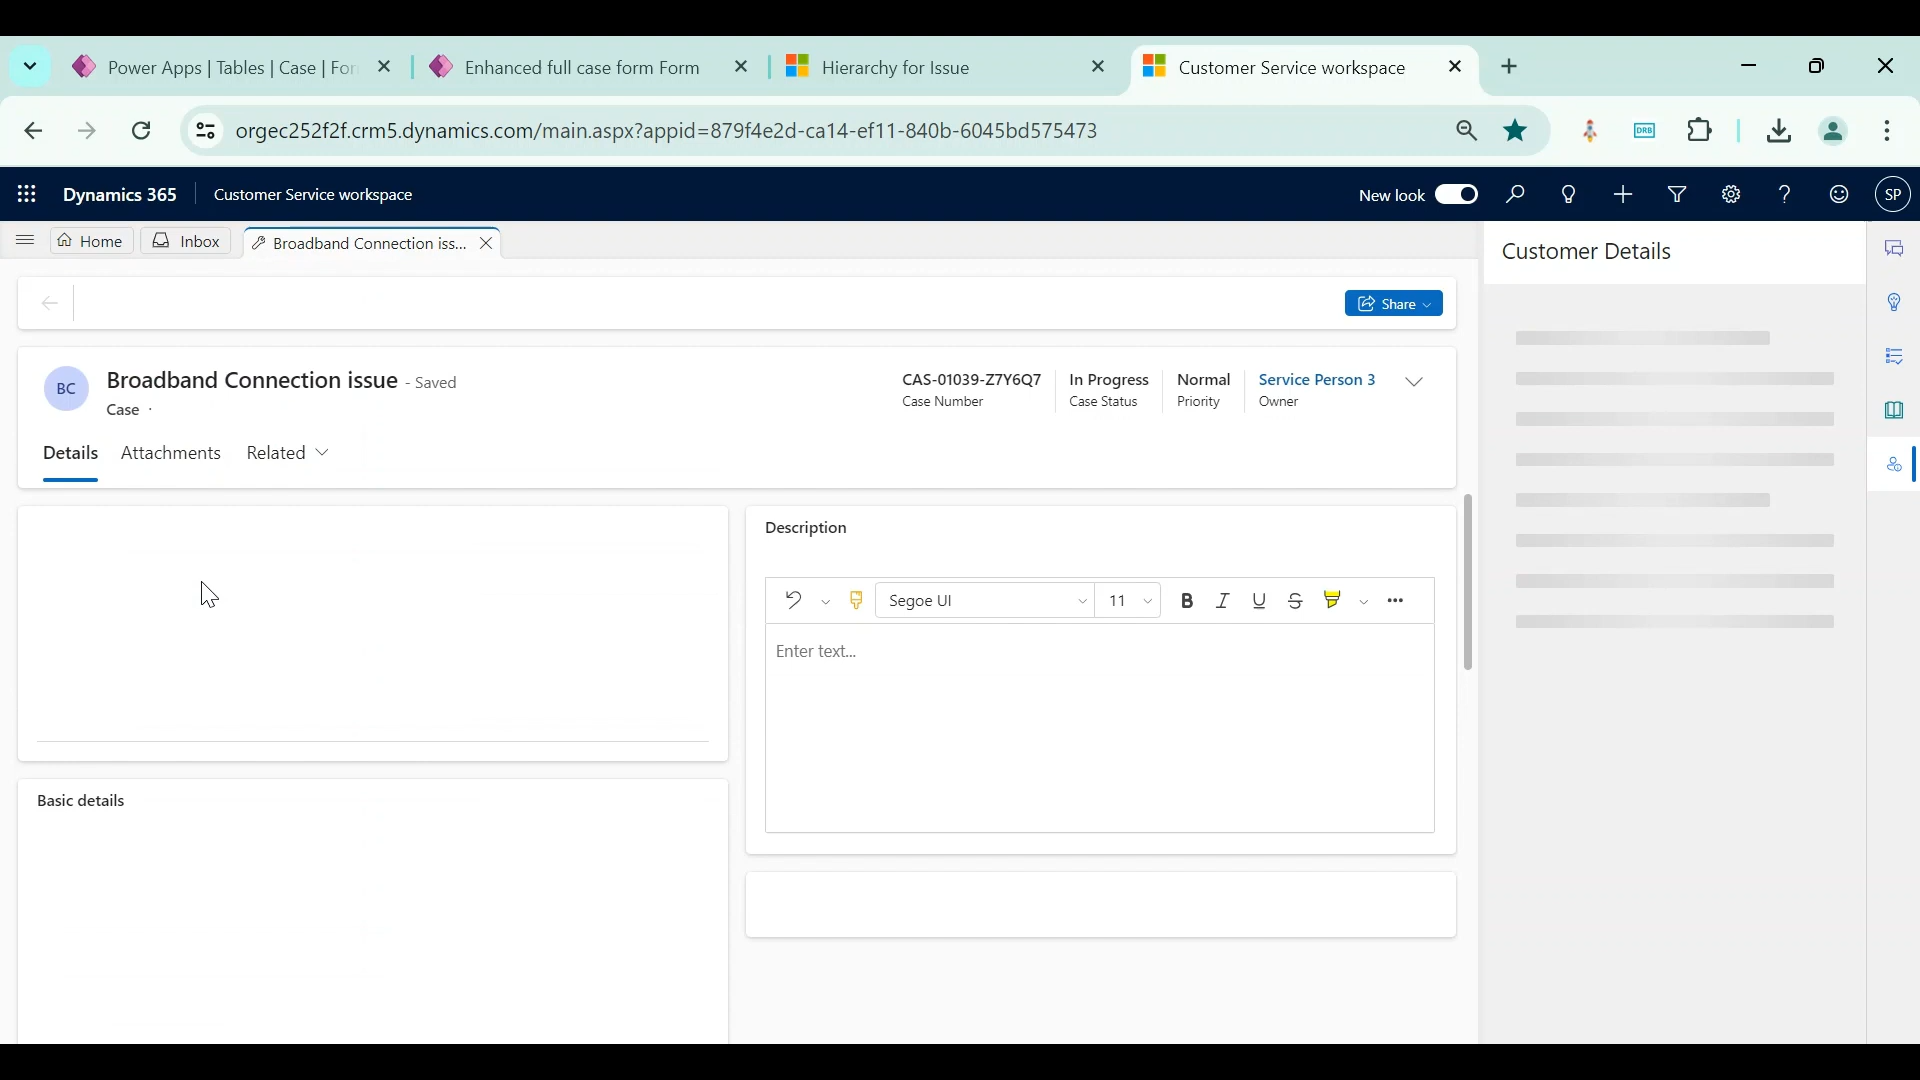 Power Apps | Tables | Case | For
Enhanced full case form Form
Hierarchy for Issue
Customer Service workspace
orgec252f2f.crm5.dynamics.com/main.aspx?appid=879f4e2d-ca14-ef11-840b-6045bd575473
DRB
Dynamics 365
Customer Service workspace
New look
SP
Home
Inbox
Broadband Connection iss...
Customer Details
Share
BC
Broadband Connection issue - Saved
Case ·
CAS-01039-Z7Y6Q7
Case Number
In Progress
Case Status
Normal
Priority
Service Person 3
Owner
Details
Attachments
Related
Description
Segoe UI
11
B I U S
Enter text...
Basic details